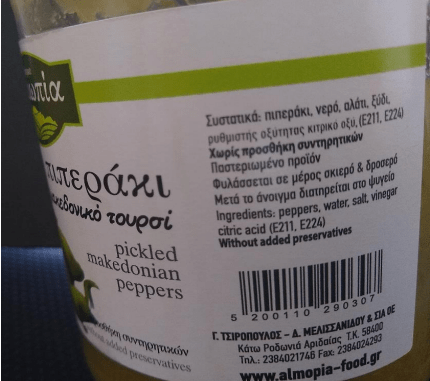 πιπεράκι
τουρσί
pickled
makedonian
peppers
συντηρητικών
added preservatives
Συστατικά: πιπεράκι, νερό, αλάτι, ξύδι,
ρυθμιστής οξύτητας κιτρικό οξύ, (Ε211, Ε224)
Χωρίς προσθήκη συντηρητικών
Παστεριωμένο προϊόν
Φυλάσσεται σε μέρος σκιερό & δροσερό
Μετά το άνοιγμα διατηρείται στο ψυγείο
Ingredients: peppers, water, salt, vinegar
citric acid (E211, E224)
Without added preservatives
5 200110 290307
Γ. ΤΣΙΡΟΠΟΥΛΟΣ - Δ. ΜΕΛΙΣΣΑΝΙΔΟΥ & ΣΙΑ ΟΕ
Κάτω Ροδωνιά Αριδαίας Τ.Κ. 58400
Τηλ.: 2384021746 Fax: 2384024293
www.almopia-food.gr